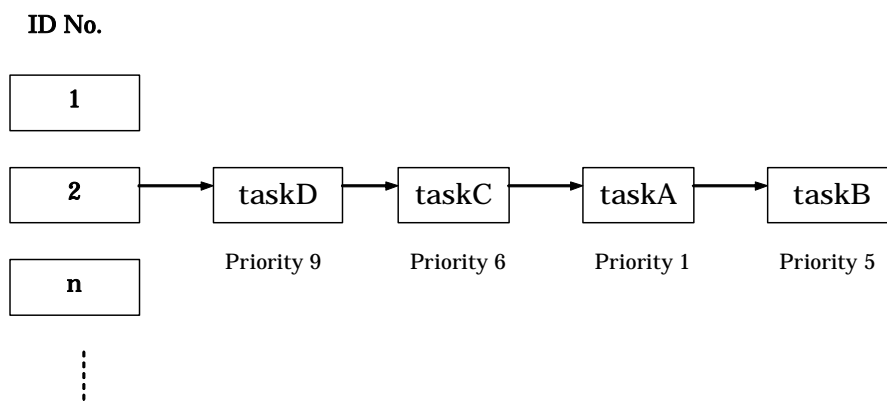 ID No.
1
2
taskD
taskC
taskA
taskB
Priority 9
Priority 6
Priority 1
Priority 5
n